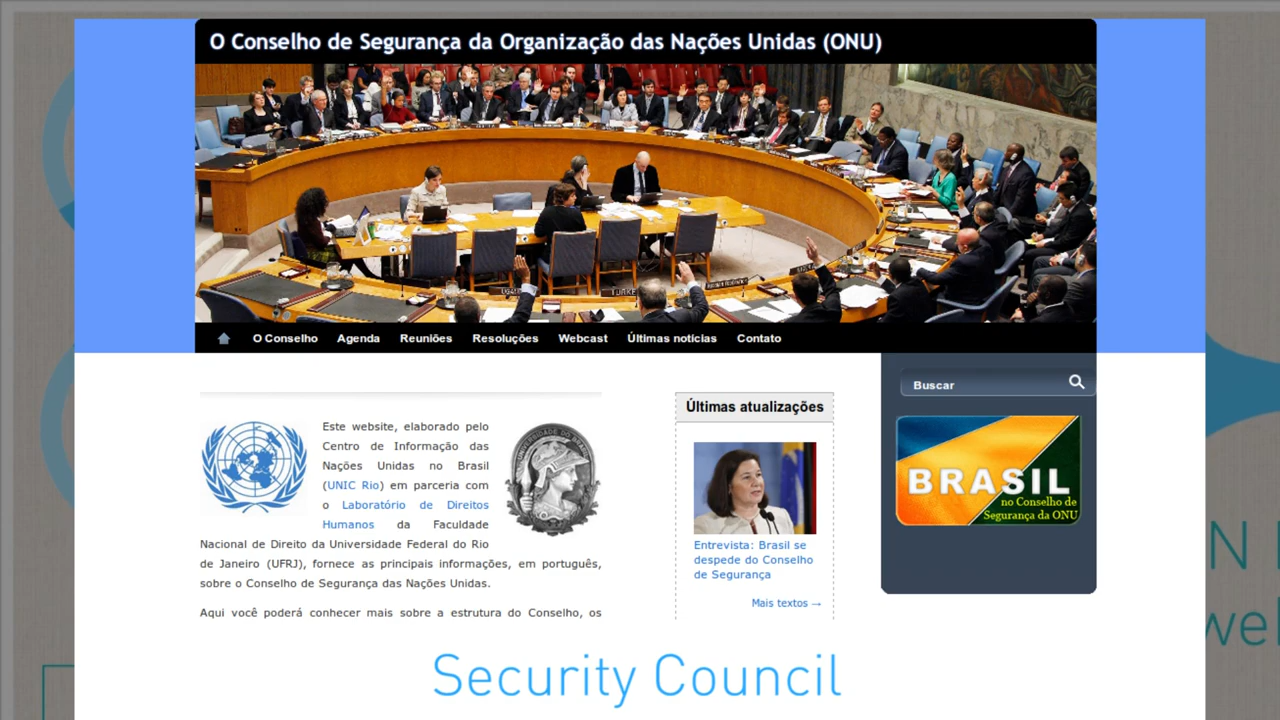 O Conselho de Segurança da Organização das Nações Unidas (ONU)
O Conselho Agenda Reuniões Resoluções Webcast Últimas notícias Contato
Buscar
Este website, elaborado pelo
Centro de Informação das
Nações Unidas no Brasil
(UNIC Rio) em parceria com
o Laboratório de Direitos
Humanos da Faculdade
Nacional de Direito da Universidade Federal do Rio
de Janeiro (UFRJ), fornece as principais informações, em português,
sobre o Conselho de Segurança das Nações Unidas.
Aqui você poderá conhecer mais sobre a estrutura do Conselho, os
Últimas atualizações
Entrevista: Brasil se
despede do Conselho
de Segurança
Mais textos →
BRASIL
no Conselho de
Segurança da ONU
Security Council